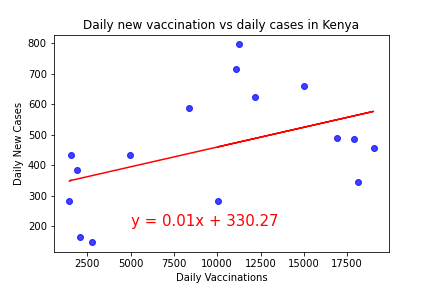 Daily new vaccination vs daily cases in Kenya
800
700
600
500
400
300
200
Daily New Cases
y = 0.01x + 330.27
2500 5000 7500 10000 12500 15000 17500
Daily Vaccinations